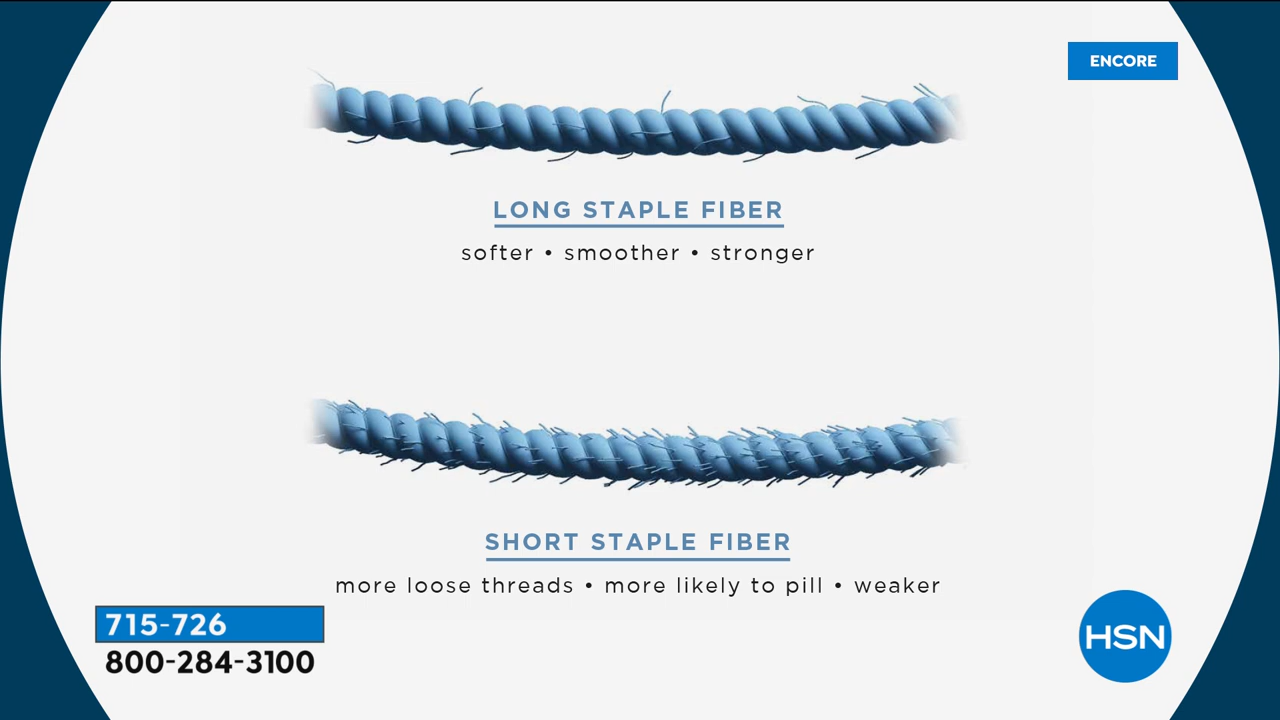 ENCORE
LONG STAPLE FIBER
softer • smoother • stronger
SHORT STAPLE FIBER
more loose threads • more likely to pill • weaker
715-726
800-284-3100
HSN